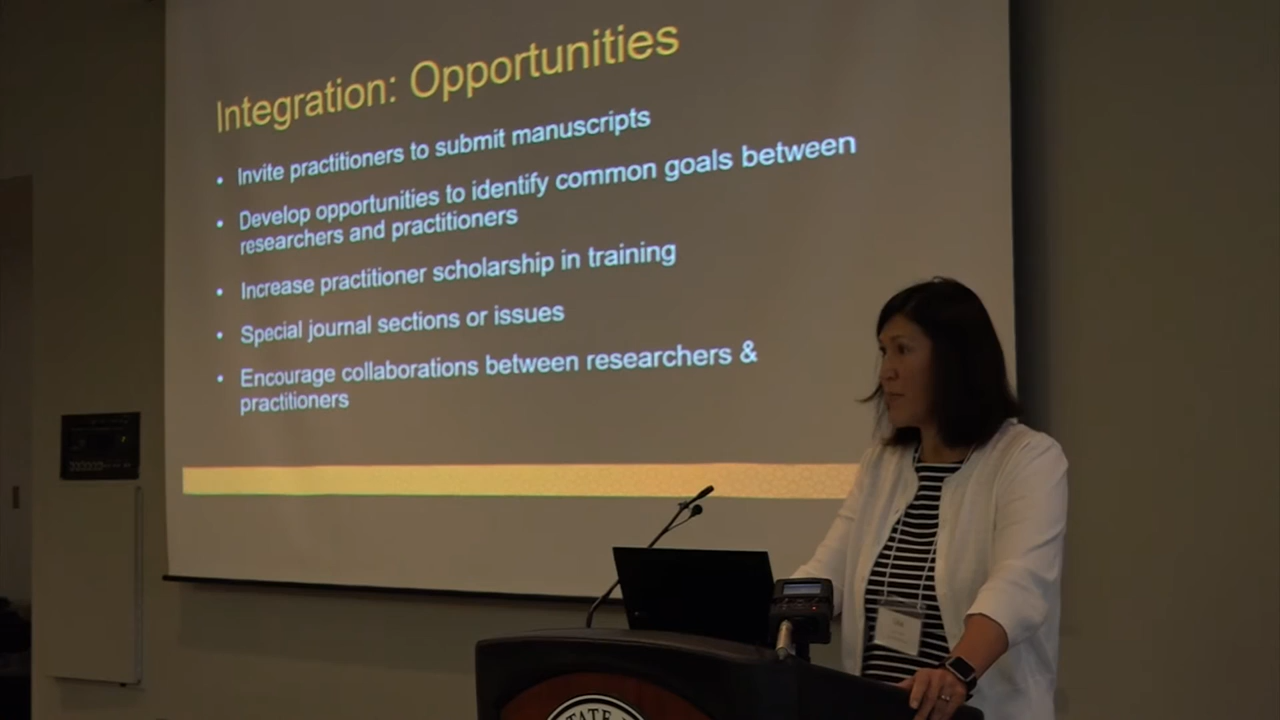 Integration: Opportunities
• Invite practitioners to submit manuscripts
• Develop opportunities to identify common goals between
researchers and practitioners
• Increase practitioner scholarship in training
• Special journal sections or issues
• Encourage collaborations between researchers &
practitioners
STATE